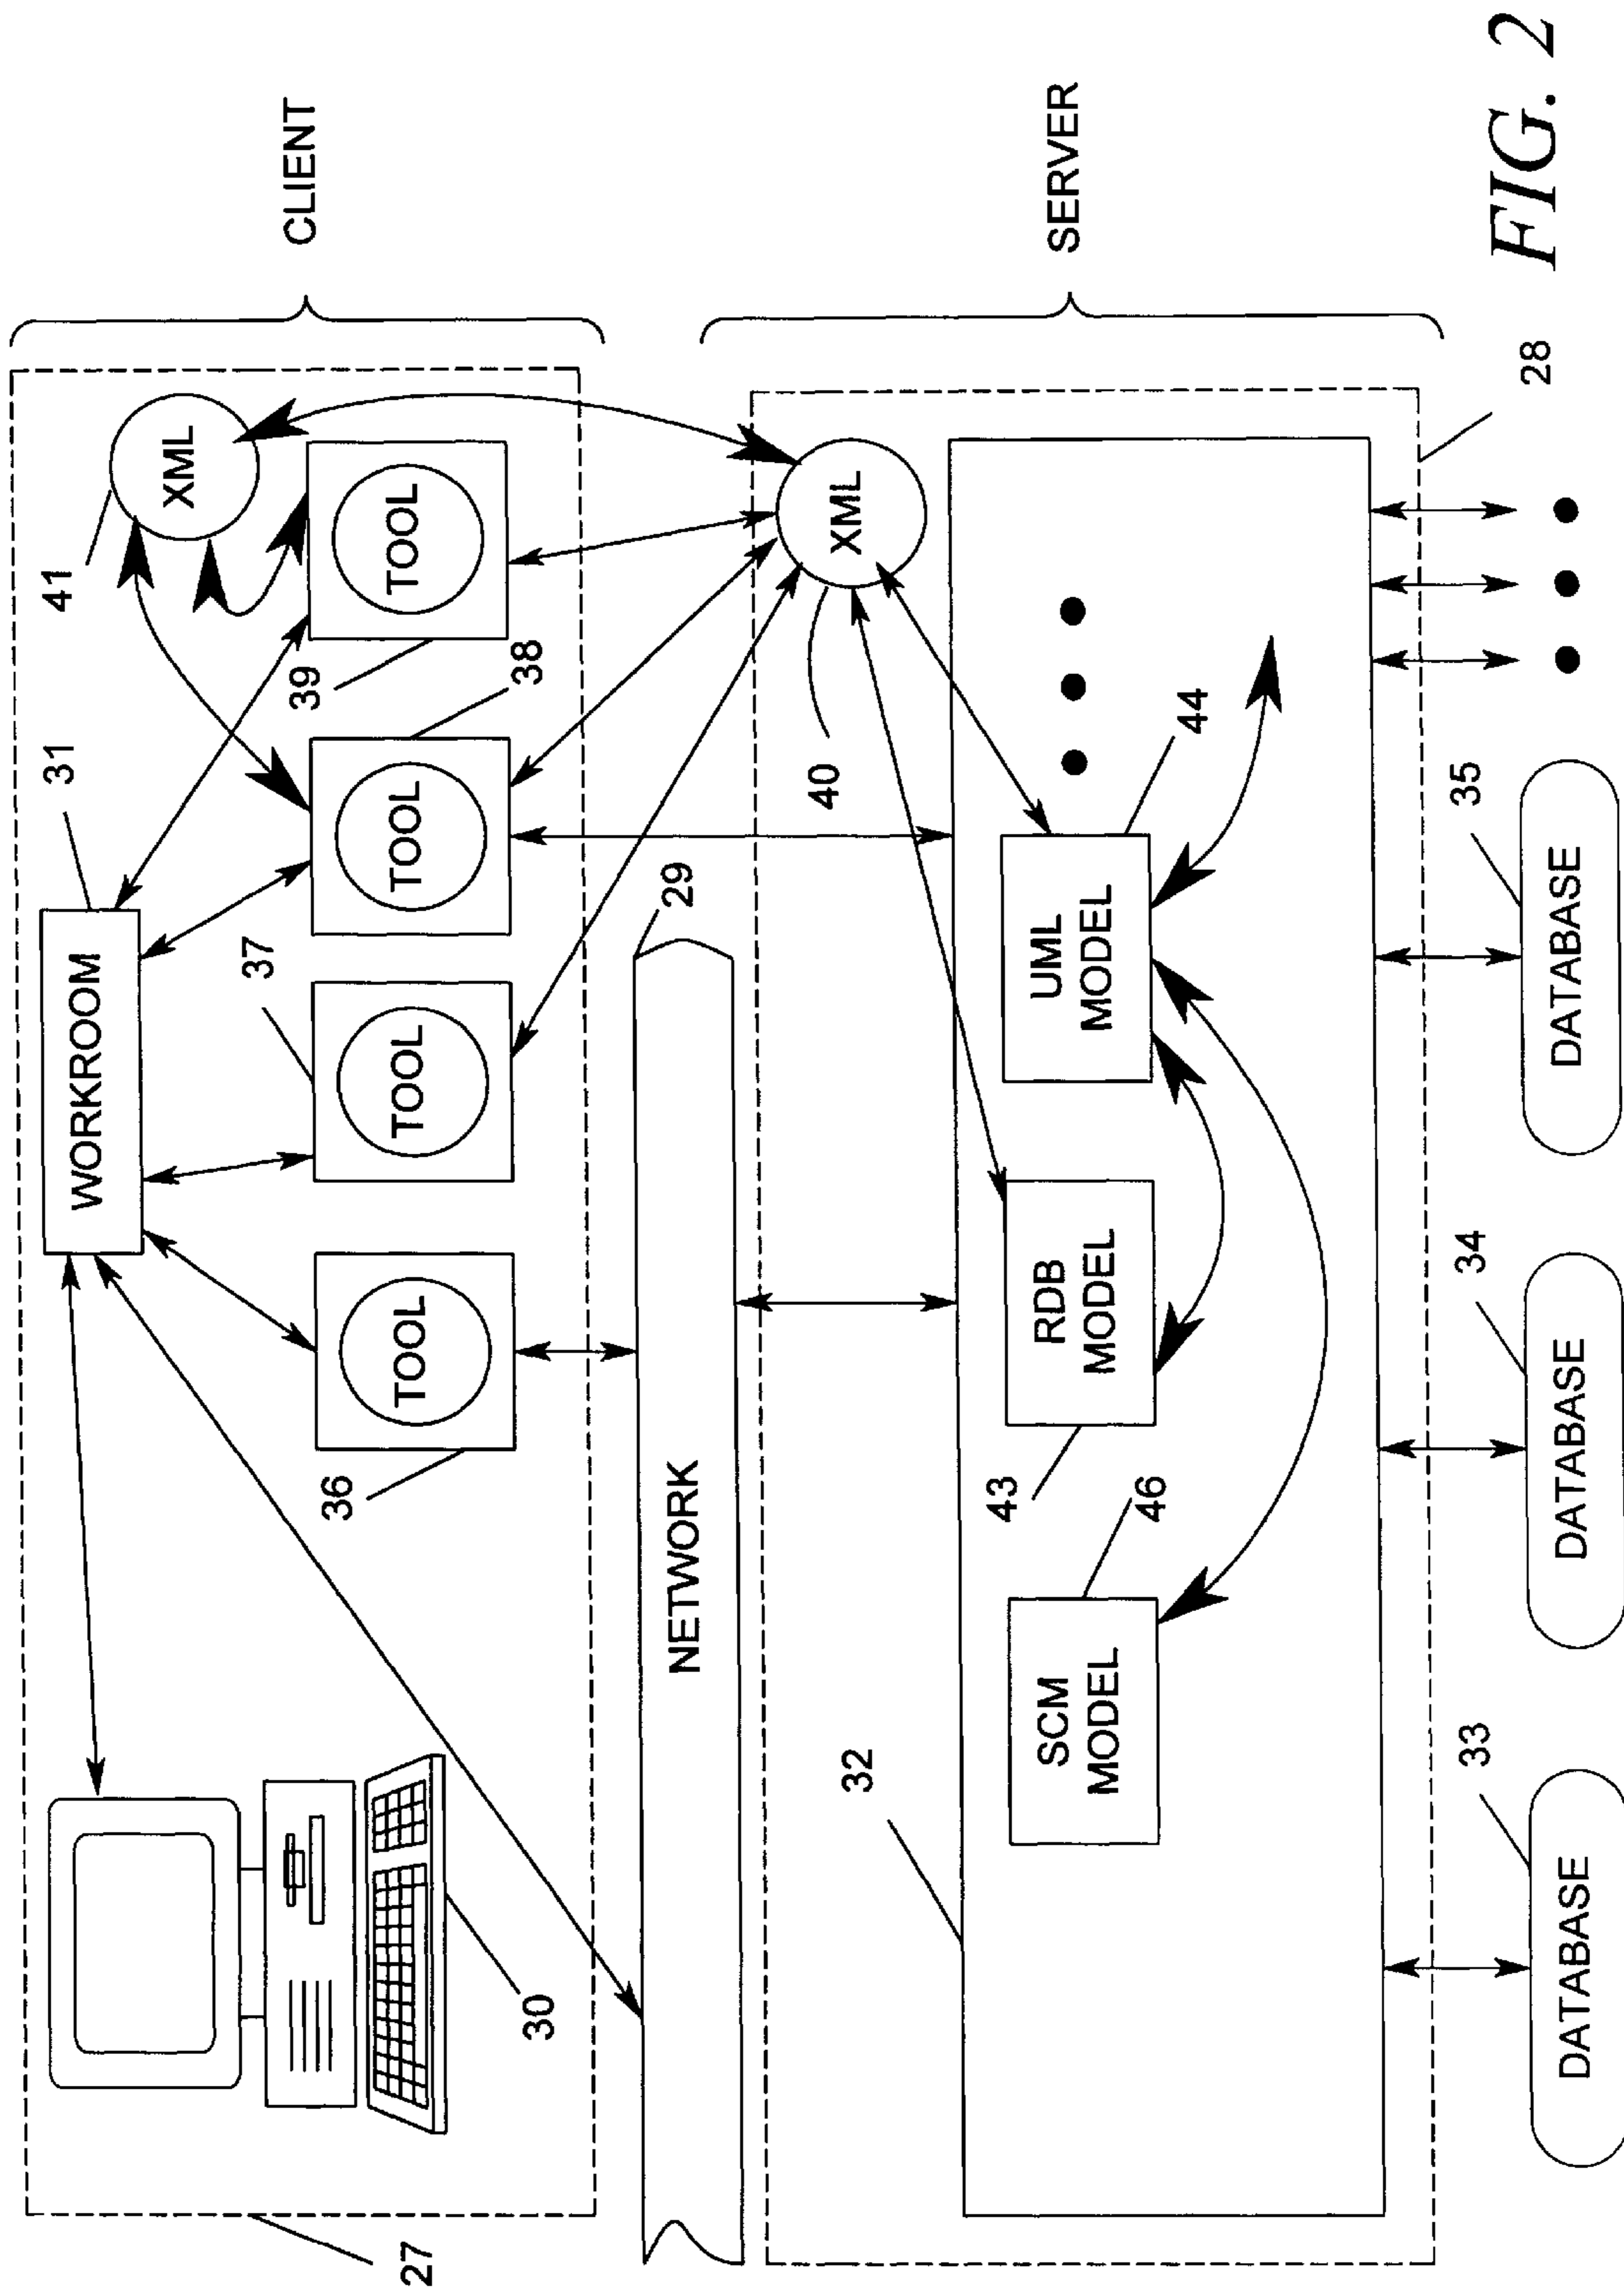 CLIENT
27
30
WORKROOM
31
XML
41
TOOL
36
TOOL
37
TOOL
38
TOOL
39
NETWORK
29
SERVER
XML
40
32
SCM
MODEL
46
RDB
MODEL
43
UML
MODEL
44
28
DATABASE
33
DATABASE
34
DATABASE
35
FIG. 2